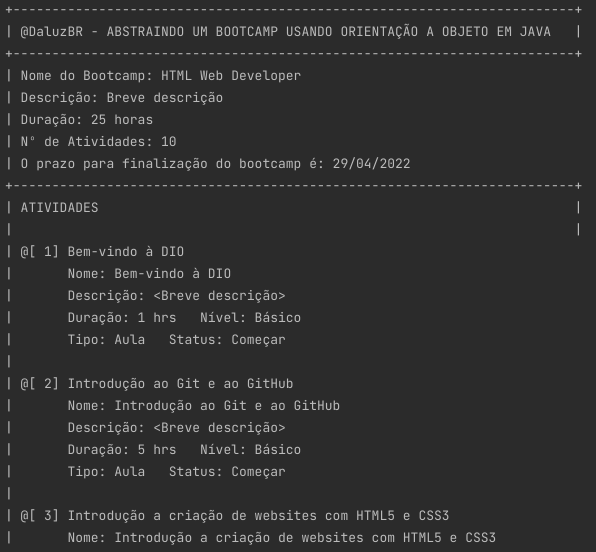 +------------------------------------------------------------------------+
| @DaluzBR - ABSTRAINDO UM BOOTCAMP USANDO ORIENTAÇÃO A OBJETO EM JAVA   |
+------------------------------------------------------------------------+
| Nome do Bootcamp: HTML Web Developer
| Descrição: Breve descrição
| Duração: 25 horas
| N° de Atividades: 10
| O prazo para finalização do bootcamp é: 29/04/2022
+------------------------------------------------------------------------+
| ATIVIDADES                                                             |
|                                                                        |
| @[ 1] Bem-vindo à DIO
|       Nome: Bem-vindo à DIO
|       Descrição: <Breve descrição>
|       Duração: 1 hrs   Nível: Básico
|       Tipo: Aula   Status: Começar
|
| @[ 2] Introdução ao Git e ao GitHub
|       Nome: Introdução ao Git e ao GitHub
|       Descrição: <Breve descrição>
|       Duração: 5 hrs   Nível: Básico
|       Tipo: Aula   Status: Começar
|
| @[ 3] Introdução a criação de websites com HTML5 e CSS3
|       Nome: Introdução a criação de websites com HTML5 e CSS3